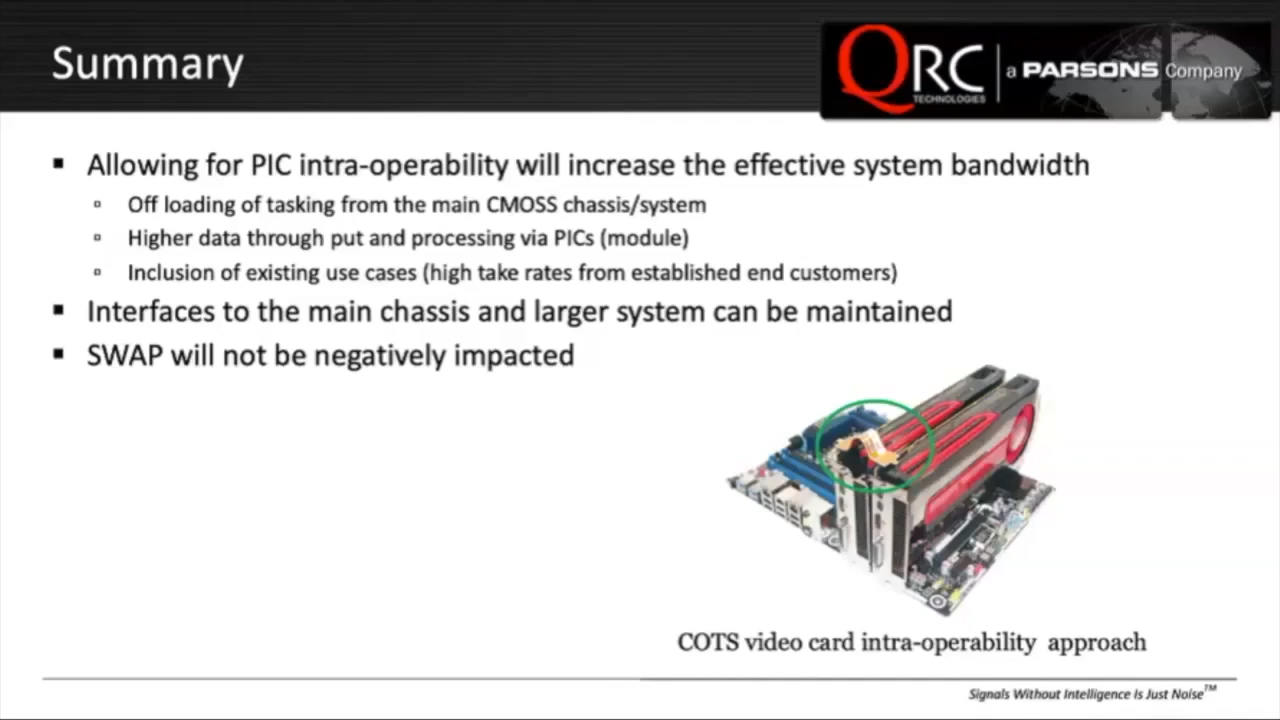 Summary
QRC
TECHNOLOGIES
a PARSONS Company
Allowing for PIC intra-operability will increase the effective system bandwidth
Off loading of tasking from the main CMOSS chassis/system
Higher data through put and processing via PICs (module)
Inclusion of existing use cases (high take rates from established end customers)
Interfaces to the main chassis and larger system can be maintained
SWAP will not be negatively impacted
COTS video card intra-operability approach
Signals Without Intelligence Is Just Noise™